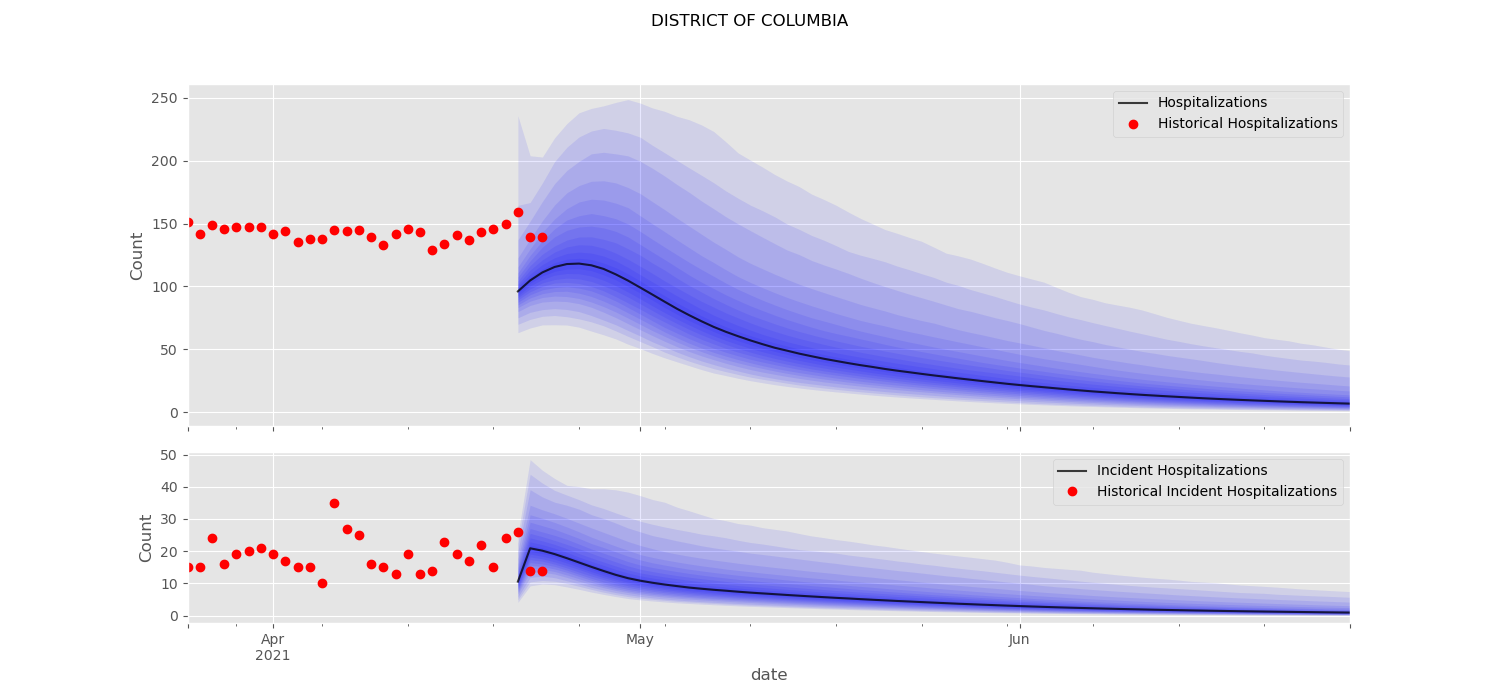 DISTRICT OF COLUMBIA
Hospitalizations
Historical Hospitalizations
250
200
150
100
50
0
Count
Incident Hospitalizations
Historical Incident Hospitalizations
50
40
30
20
10
0
Count
Apr
2021
May
Jun
date